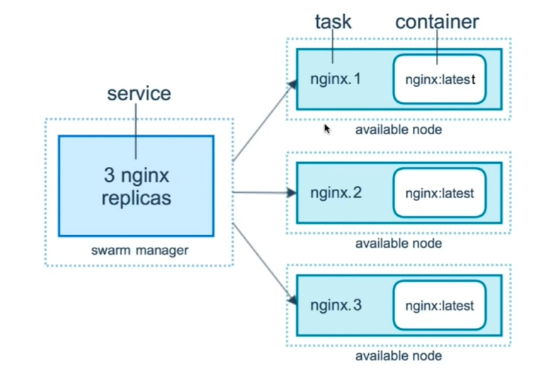 task
container
service
3 nginx
replicas
swarm manager
nginx.1
nginx:latest
available node
nginx.2
nginx:latest
available node
nginx.3
nginx:latest
available node